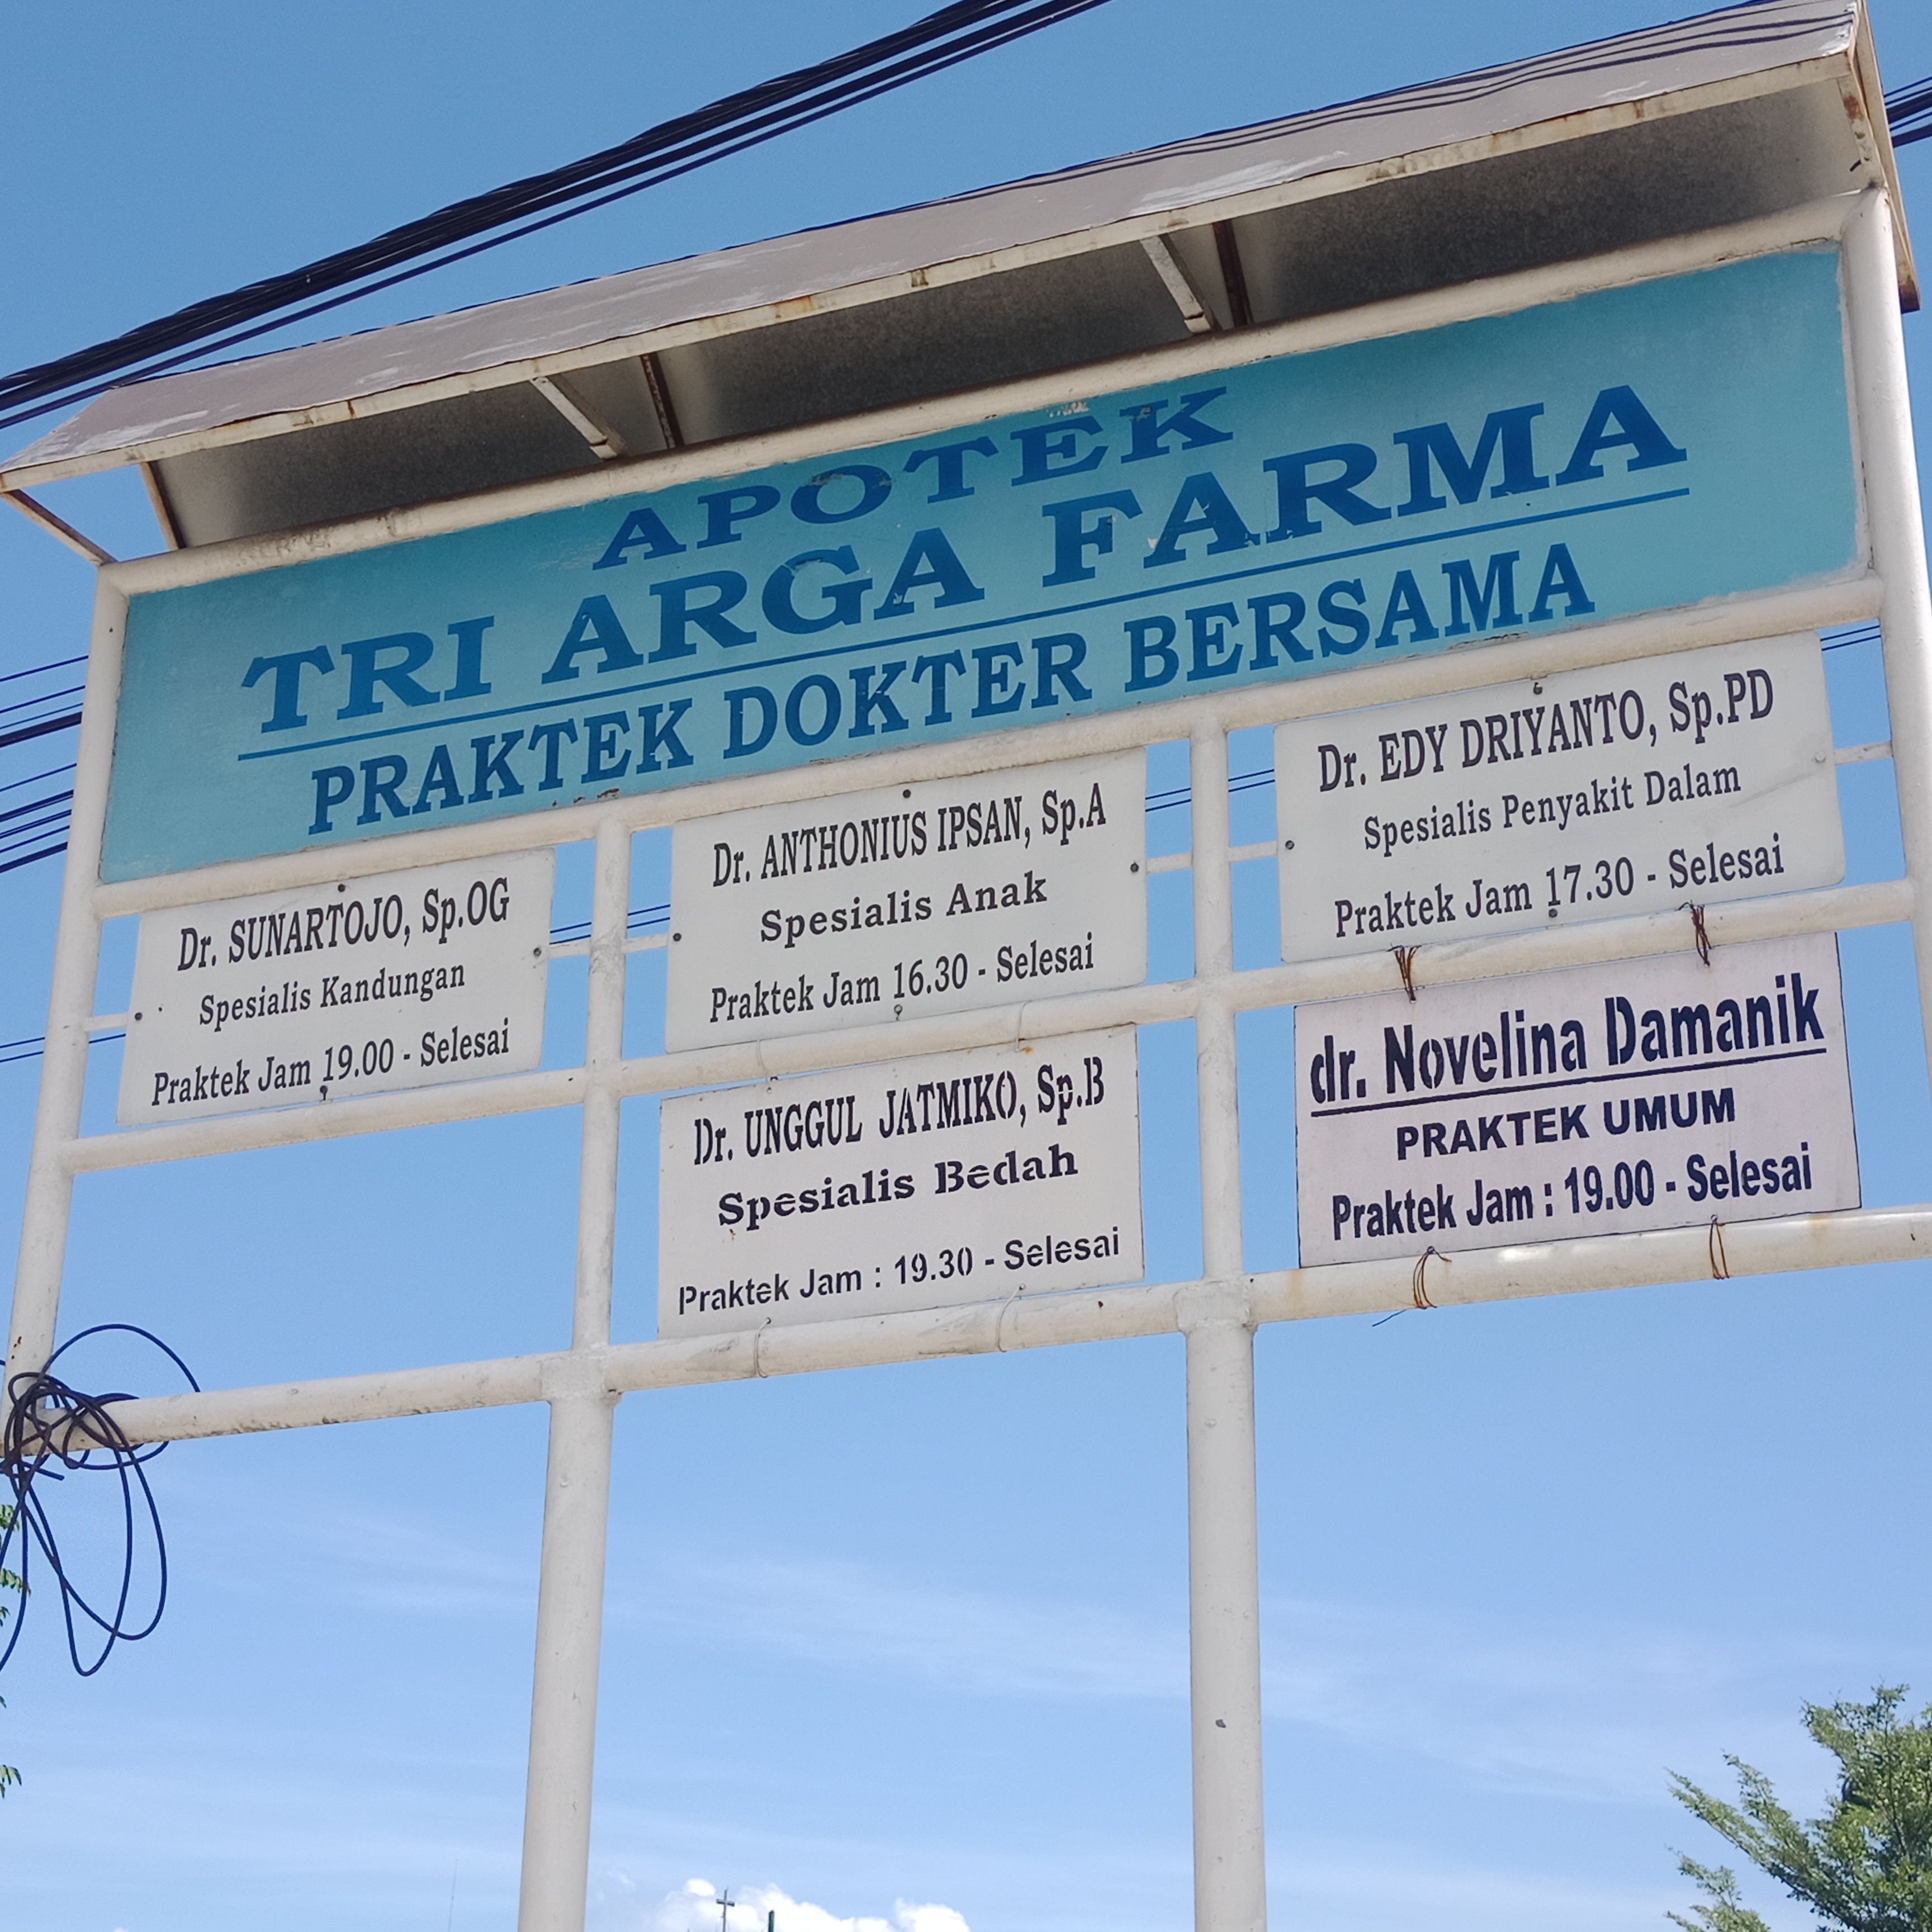 APOTEK
TRI ARGA FARMA
PRAKTEK DOKTER BERSAMA
Dr. SUNARTOJO, Sp.OG
Spesialis Kandungan
Praktek Jam 19.00 - Selesai
Dr. ANTHONIUS IPSAN, Sp.A
Spesialis Anak
Praktek Jam 16.30 - Selesai
Dr. EDY DRIYANTO, Sp.PD
Spesialis Penyakit Dalam
Praktek Jam 17.30 - Selesai
Dr. UNGGUL JATMIKO, Sp.B
Spesialis Bedah
Praktek Jam : 19.30 - Selesai
dr. Novelina Damanik
PRAKTEK UMUM
Praktek Jam : 19.00 - Selesai